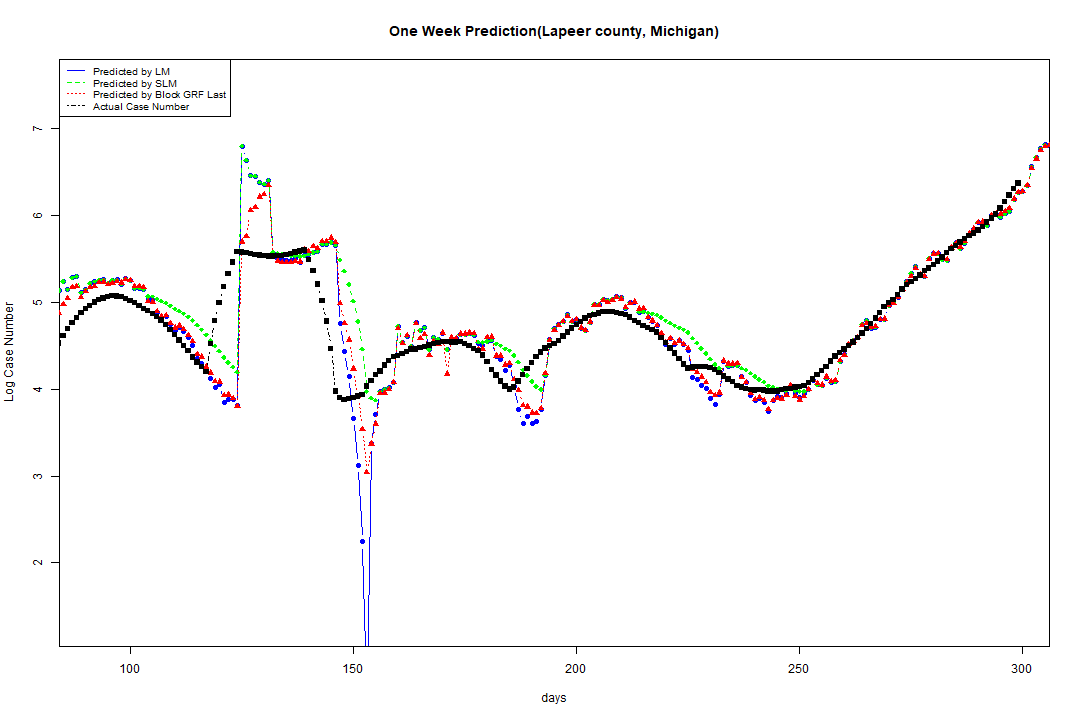 One Week Prediction(Lapeer county, Michigan)
Predicted by LM
Predicted by SLM
Predicted by Block GRF Last
Actual Case Number
7
6
5
4
3
2
Log Case Number
100 150 200 250 300
days